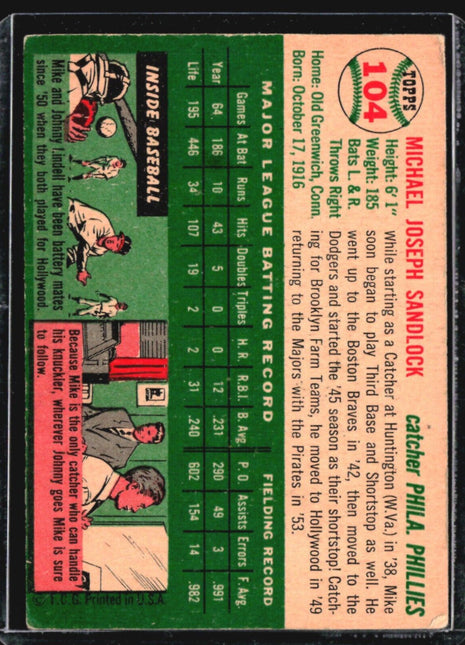 TOPPS
104
MICHAEL JOSEPH SANDLOCK
catcher PHILA. PHILLIES
Height: 6'1"
Weight: 185
Bats L. & R.
Throws Right
Home: Old Greenwich, Conn.
Born: October 17, 1916
While starting as a Catcher at Huntington (W.Va.) in '38, Mike
soon began to play Third Base and Shortstop as well. He
went up to the Boston Braves in '42, then moved to the
Dodgers and started the '45 season as their shortstop! Catch-
ing for Brooklyn Farm Teams, he moved to Hollywood in '49
returning to the Majors with the Pirates in '53.
MAJOR LEAGUE BATTING RECORD
FIELDING RECORD
Games At Bat Runs Hits Doubles Triples H. R. R.B.I. B. Avg. P. O. Assists Errors F. Avg.
Year 64 186 10 43 5 0 0 12 .231 290 49 3 .991
Life 195 446 34 107 19 2 2 31 .240 602 154 14 .982
INSIDE BASEBALL
Mike and Johnny Lindell have been battery mates
since '50 when they both played for Hollywood
Because Mike is the only catcher who can handle
his knuckler, wherever Johnny goes Mike is sure
to follow.
© T.C.G. Printed in U.S.A.